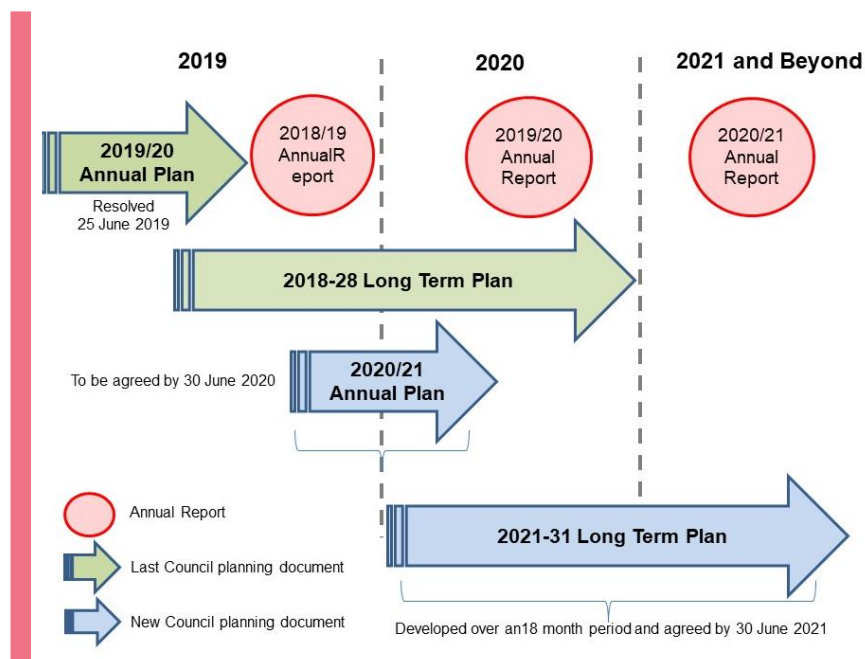 2019
2020
2021 and Beyond
2019/20
Annual Plan
Resolved
25 June 2019
2018/19
AnnualR
eport
2019/20
Annual
Report
2020/21
Annual
Report
2018-28 Long Term Plan
To be agreed by 30 June 2020
2020/21
Annual Plan
2021-31 Long Term Plan
Developed over an18 month period and agreed by 30 June 2021
Annual Report
Last Council planning document
New Council planning document